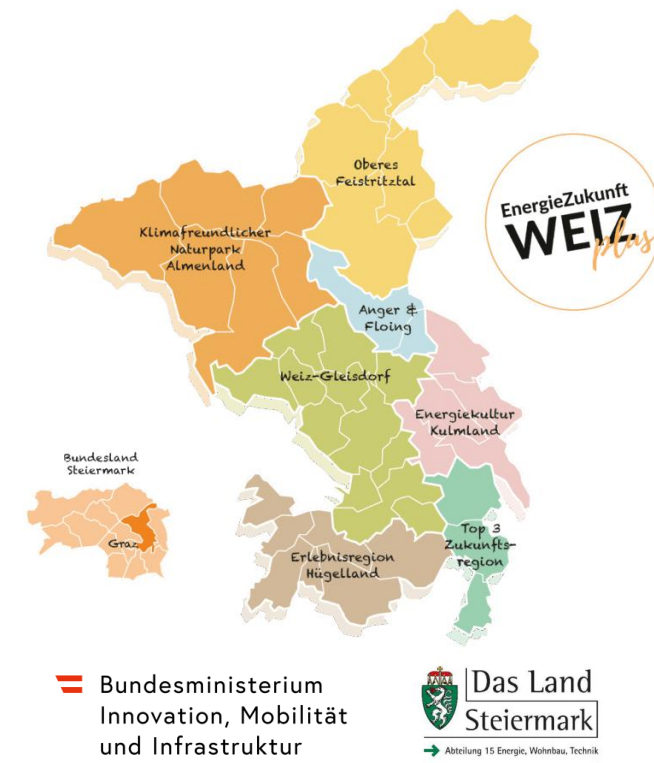 Oberes
Feistritztal
EnergieZukunft
WEIZ
plus
Klimafreundlicher
Naturpark
Almenland
Anger &
Floing
Weiz-Gleisdorf
Energiekultur
Kulmland
Bundesland
Steiermark
Graz
Top 3
Zukunfts-
region
Erlebnisregion
Hügelland
Bundesministerium
Innovation, Mobilität
und Infrastruktur
Das Land
Steiermark
Abteilung 15 Energie, Wohnbau, Technik